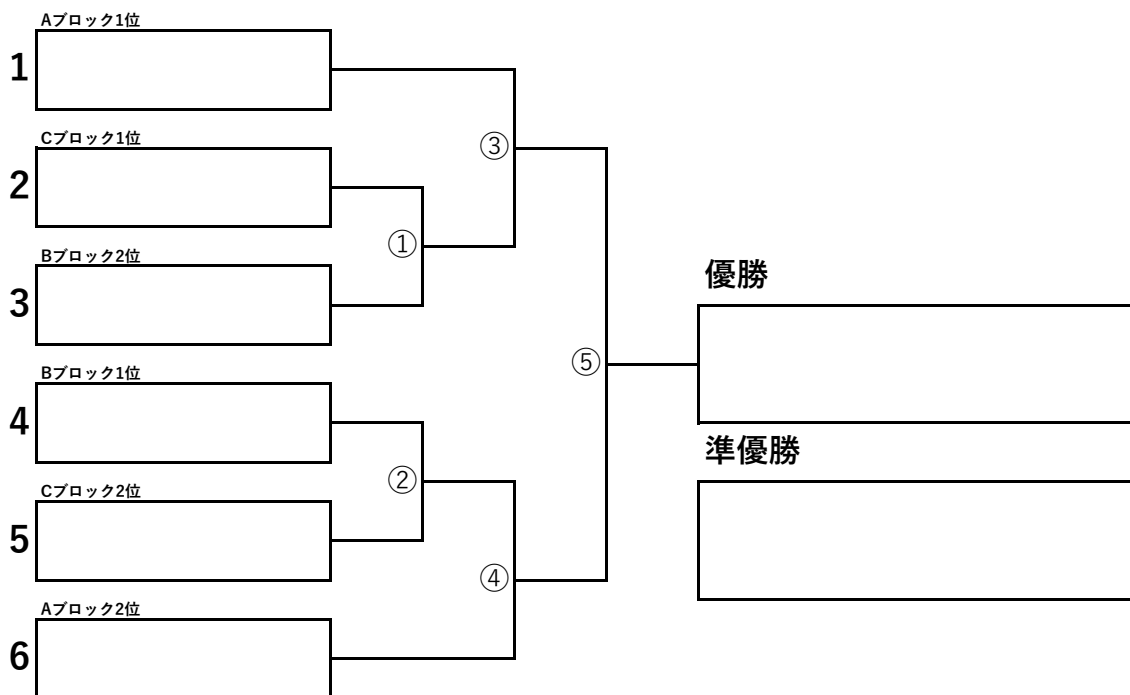 Aブロック1位
1
Cブロック1位
2
③
Bブロック2位
①
3
優勝
Bブロック1位
⑤
4
準優勝
Cブロック2位
②
5
④
Aブロック2位
6